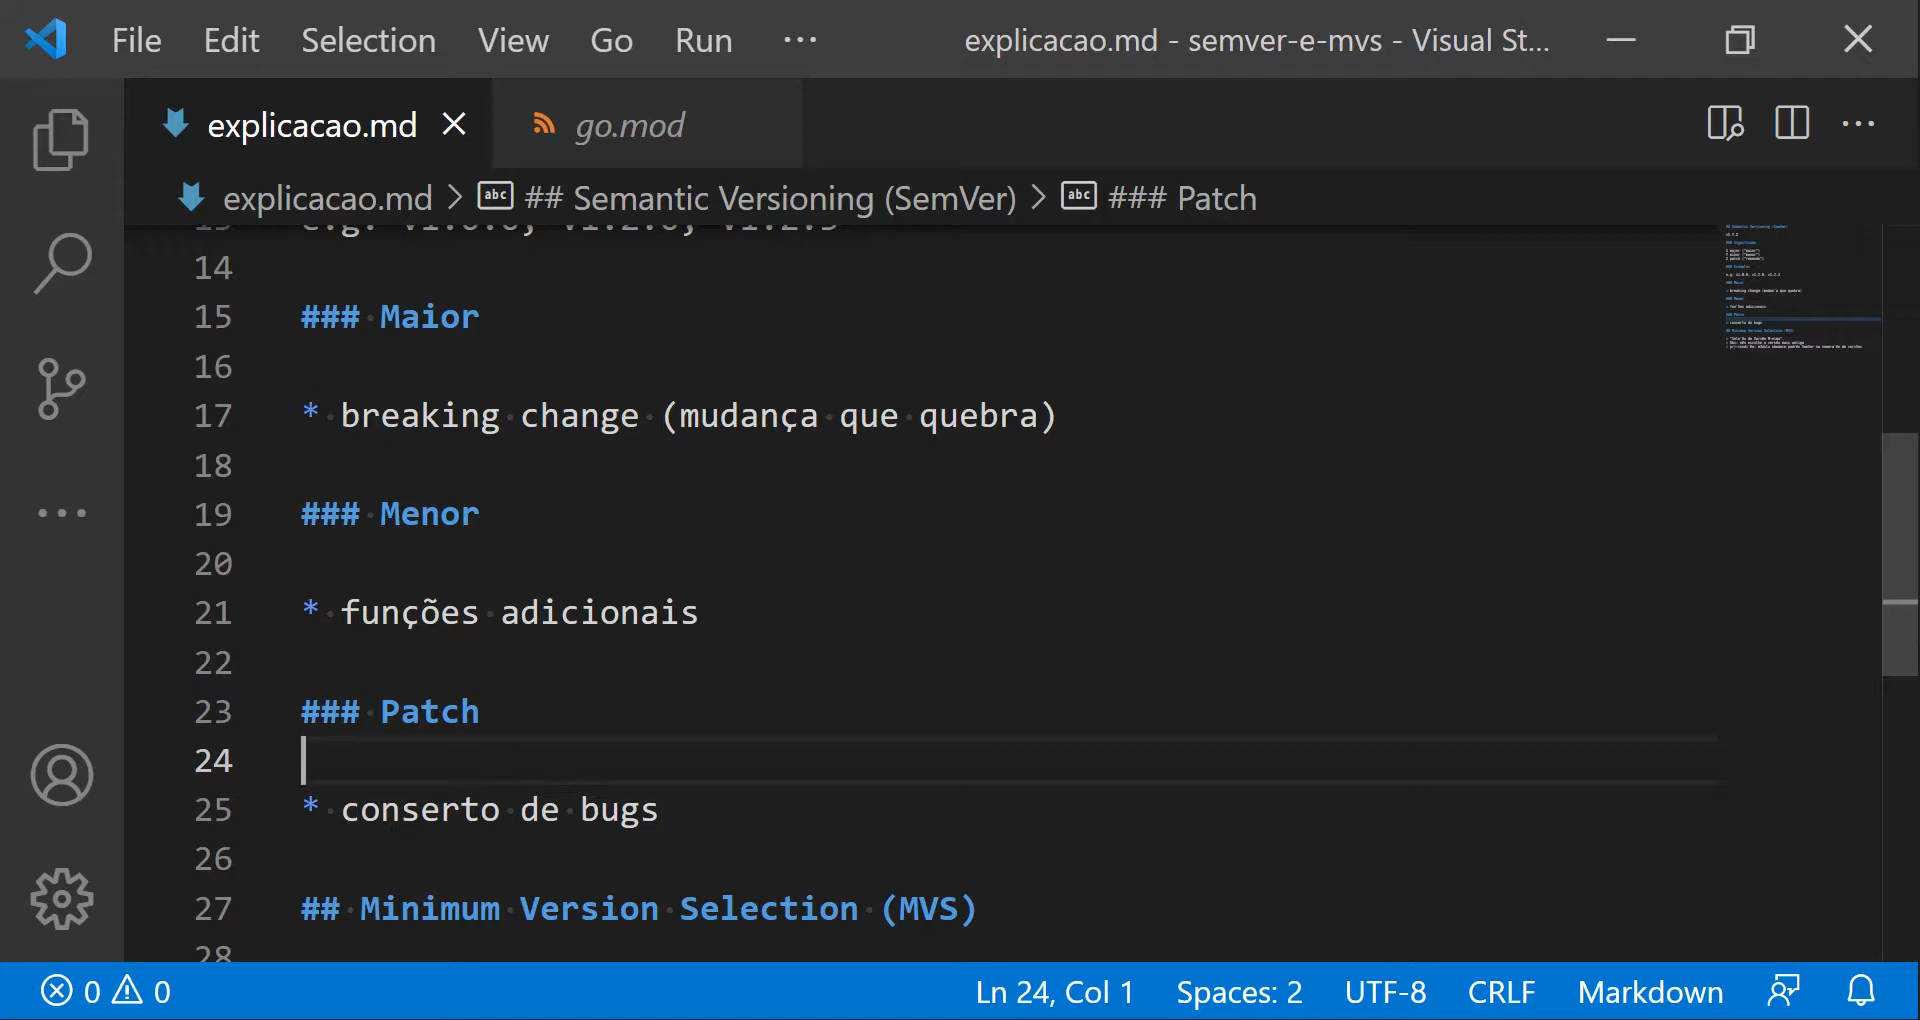 File Edit Selection View Go Run ··· explicacao.md - semver-e-mvs - Visual St...
explicacao.md go.mod
explicacao.md > ## Semantic Versioning (SemVer) > ### Patch
14
15 ### Maior
16
17 * breaking change (mudança que quebra)
18
19 ### Menor
20
21 * funções adicionais
22
23 ### Patch
24
25 * conserto de bugs
26
27 ## Minimum Version Selection (MVS)
28
0 0 Ln 24, Col 1 Spaces: 2 UTF-8 CRLF Markdown